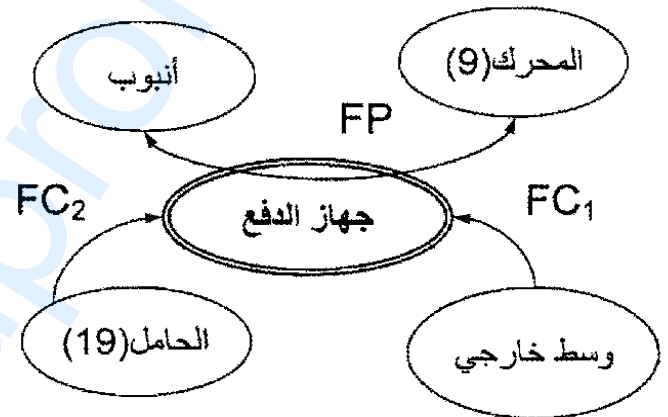 المحرك(9)
أنبوب
FP
FC₂
جهاز الدفع
FC₁
الحامل(19)
وسط خارجي